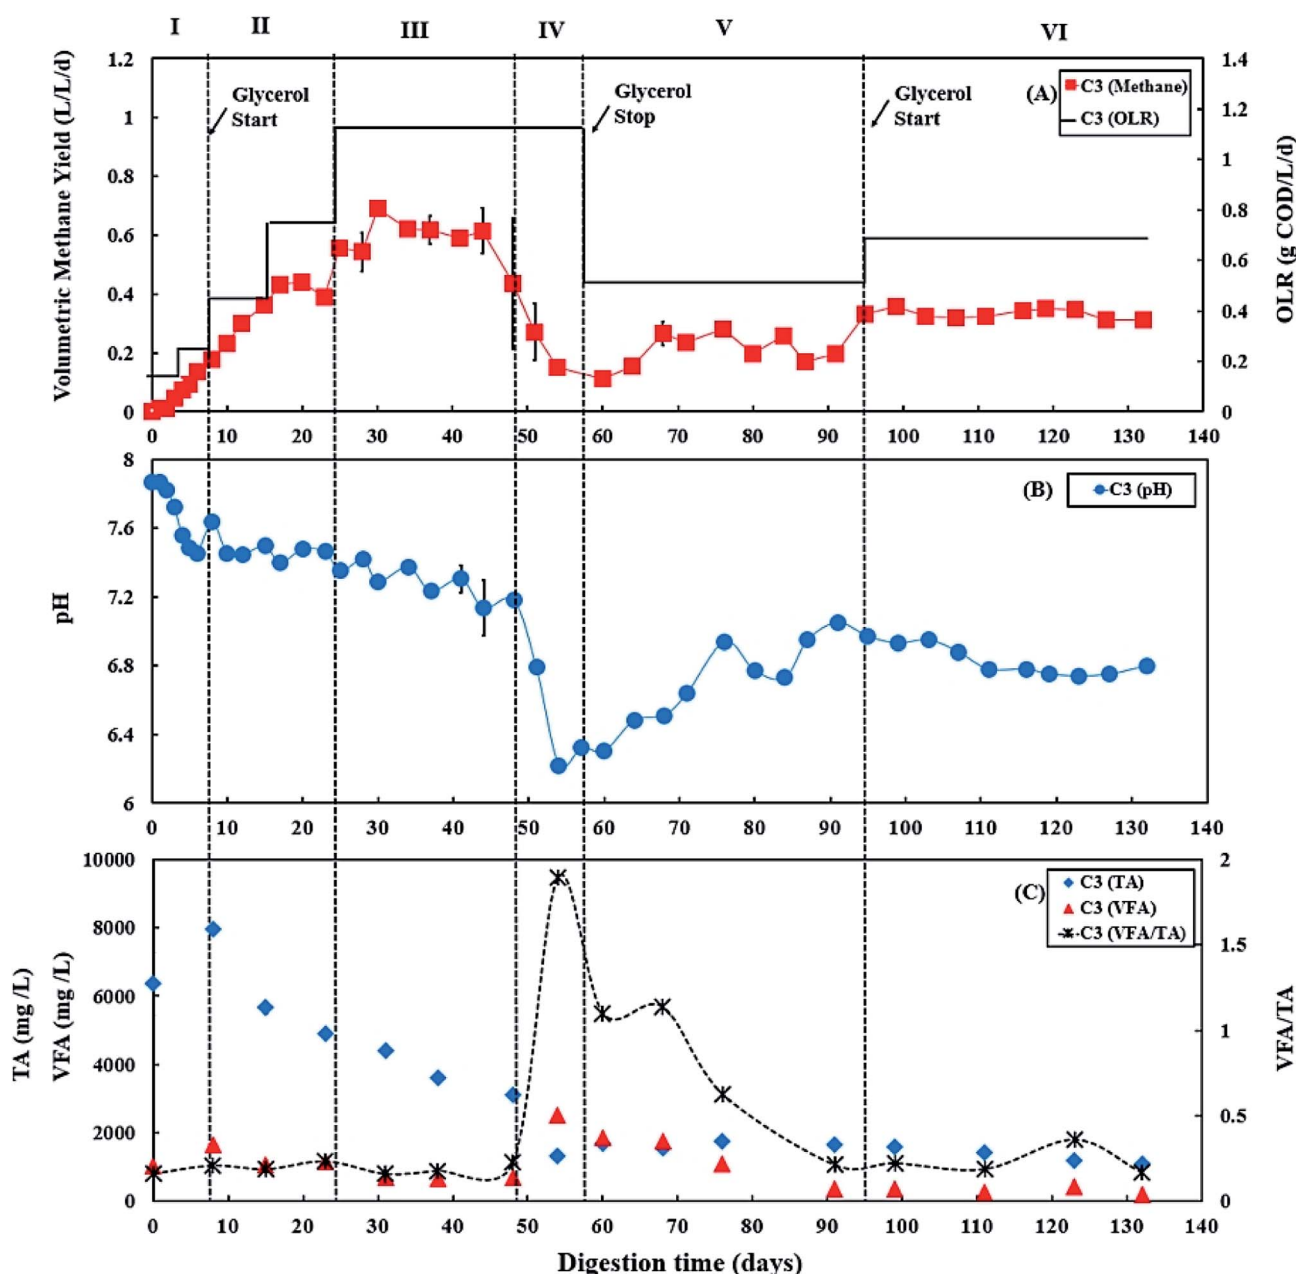 I II III IV V VI
1.2
1
0.8
0.6
0.4
0.2
0
Volumetric Methane Yield (L/L/d)
Glycerol
Start
Glycerol
Stop
Glycerol
Start
(A)
C3 (Methane)
C3 (OLR)
1.4
1.2
1
0.8
0.6
0.4
0.2
0
OLR (g COD/L/d)
0 10 20 30 40 50 60 70 80 90 100 110 120 130 140
8
7.6
7.2
6.8
6.4
6
pH
(B)
C3 (pH)
0 10 20 30 40 50 60 70 80 90 100 110 120 130 140
10000
8000
6000
4000
2000
0
TA (mg /L)
VFA (mg /L)
(C)
C3 (TA)
C3 (VFA)
C3 (VFA/TA)
2
1.5
1
0.5
0
VFA/TA
0 10 20 30 40 50 60 70 80 90 100 110 120 130 140
Digestion time (days)